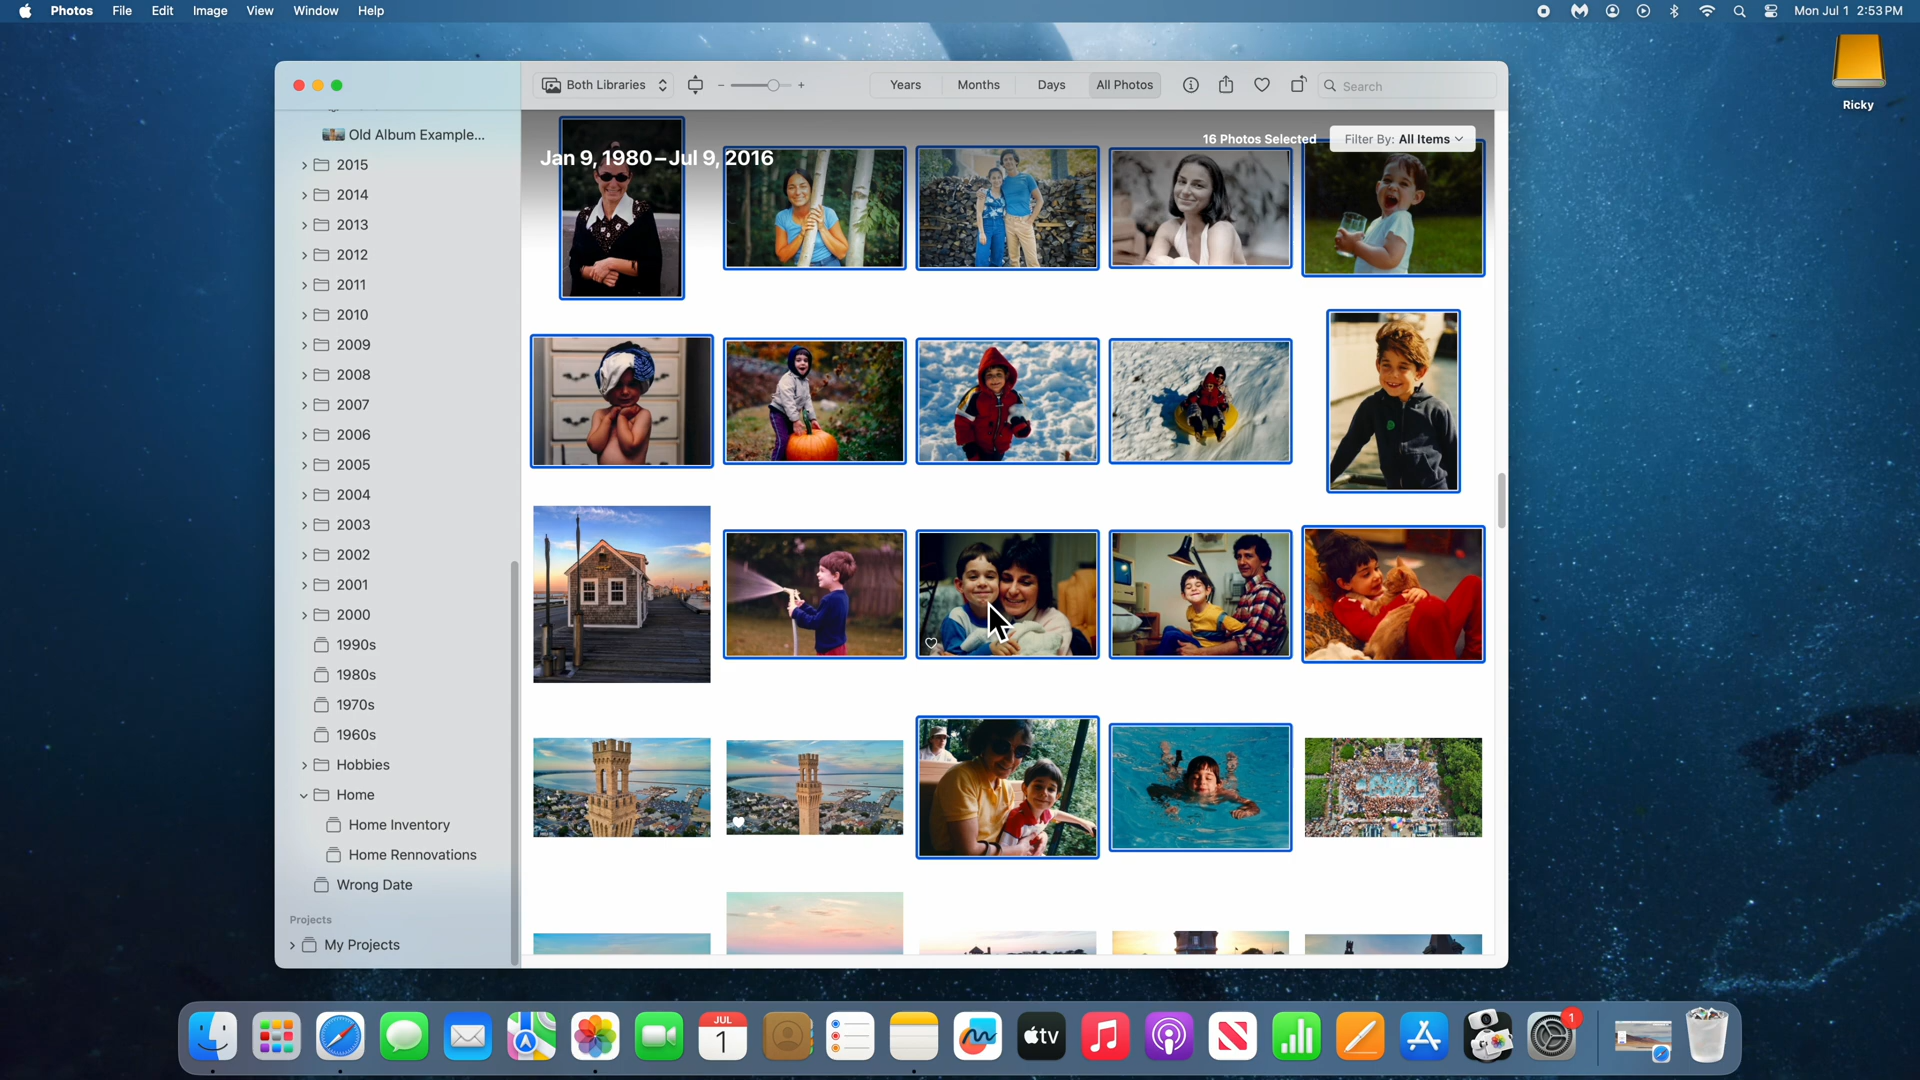 Photos File Edit Image View Window Help
Mon Jul 1 2:53 PM
Ricky
Both Libraries
Years Months Days All Photos
Search
Jan 9, 1980 – Jul 9, 2016
16 Photos Selected
Filter By: All Items
Old Album Example...
2015
2014
2013
2012
2011
2010
2009
2008
2007
2006
2005
2004
2003
2002
2001
2000
1990s
1980s
1970s
1960s
Hobbies
Home
Home Inventory
Home Rennovations
Wrong Date
Projects
My Projects
JUL
1
tv
1